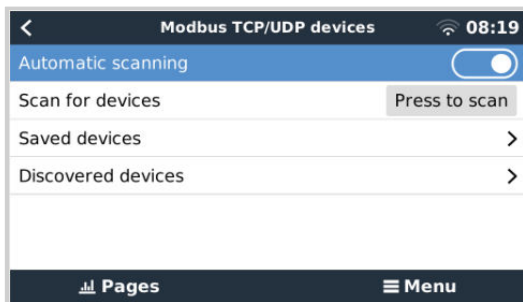 Modbus TCP/UDP devices 08:19
Automatic scanning
Scan for devices Press to scan
Saved devices
Discovered devices
Pages Menu